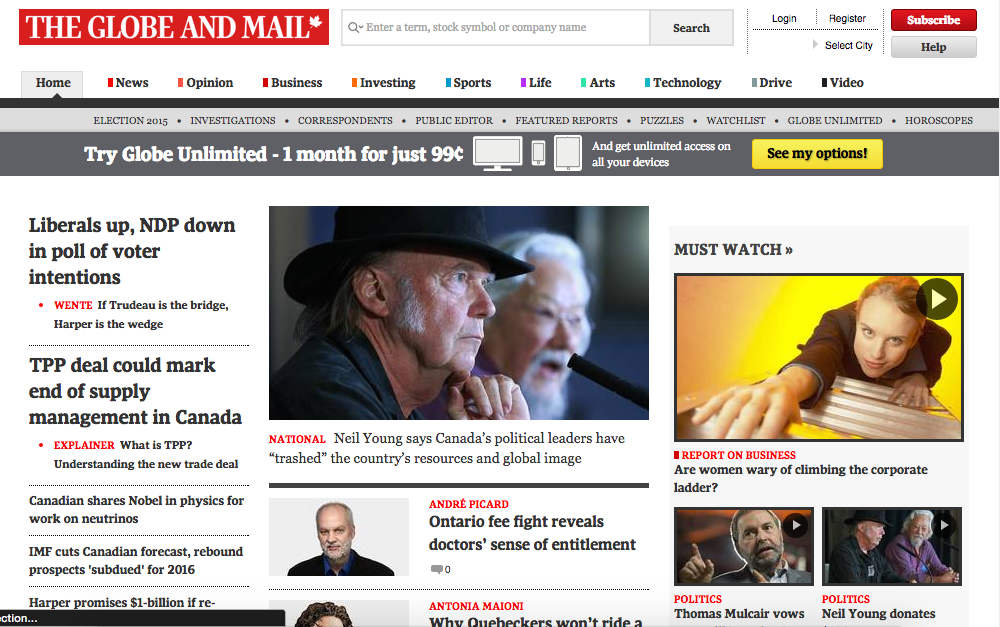 THE GLOBE AND MAIL
Enter a term, stock symbol or company name
Search
Login
Register
Select City
Subscribe
Help
Home
News
Opinion
Business
Investing
Sports
Life
Arts
Technology
Drive
Video
ELECTION 2015 • INVESTIGATIONS • CORRESPONDENTS • PUBLIC EDITOR • FEATURED REPORTS • PUZZLES • WATCHLIST • GLOBE UNLIMITED • HOROSCOPES
Try Globe Unlimited - 1 month for just 99¢
And get unlimited access on
all your devices
See my options!
Liberals up, NDP down
in poll of voter
intentions
• WENTE If Trudeau is the bridge,
Harper is the wedge
TPP deal could mark
end of supply
management in Canada
• EXPLAINER What is TPP?
Understanding the new trade deal
Canadian shares Nobel in physics for
work on neutrinos
IMF cuts Canadian forecast, rebound
prospects 'subdued' for 2016
Harper promises $1-billion if re-
ction...
NATIONAL Neil Young says Canada’s political leaders have
“trashed” the country’s resources and global image
ANDRÉ PICARD
Ontario fee fight reveals
doctors’ sense of entitlement
0
ANTONIA MAIONI
Why Quebeckers won’t ride a
MUST WATCH »
REPORT ON BUSINESS
Are women wary of climbing the corporate
ladder?
POLITICS
Thomas Mulcair vows
POLITICS
Neil Young donates